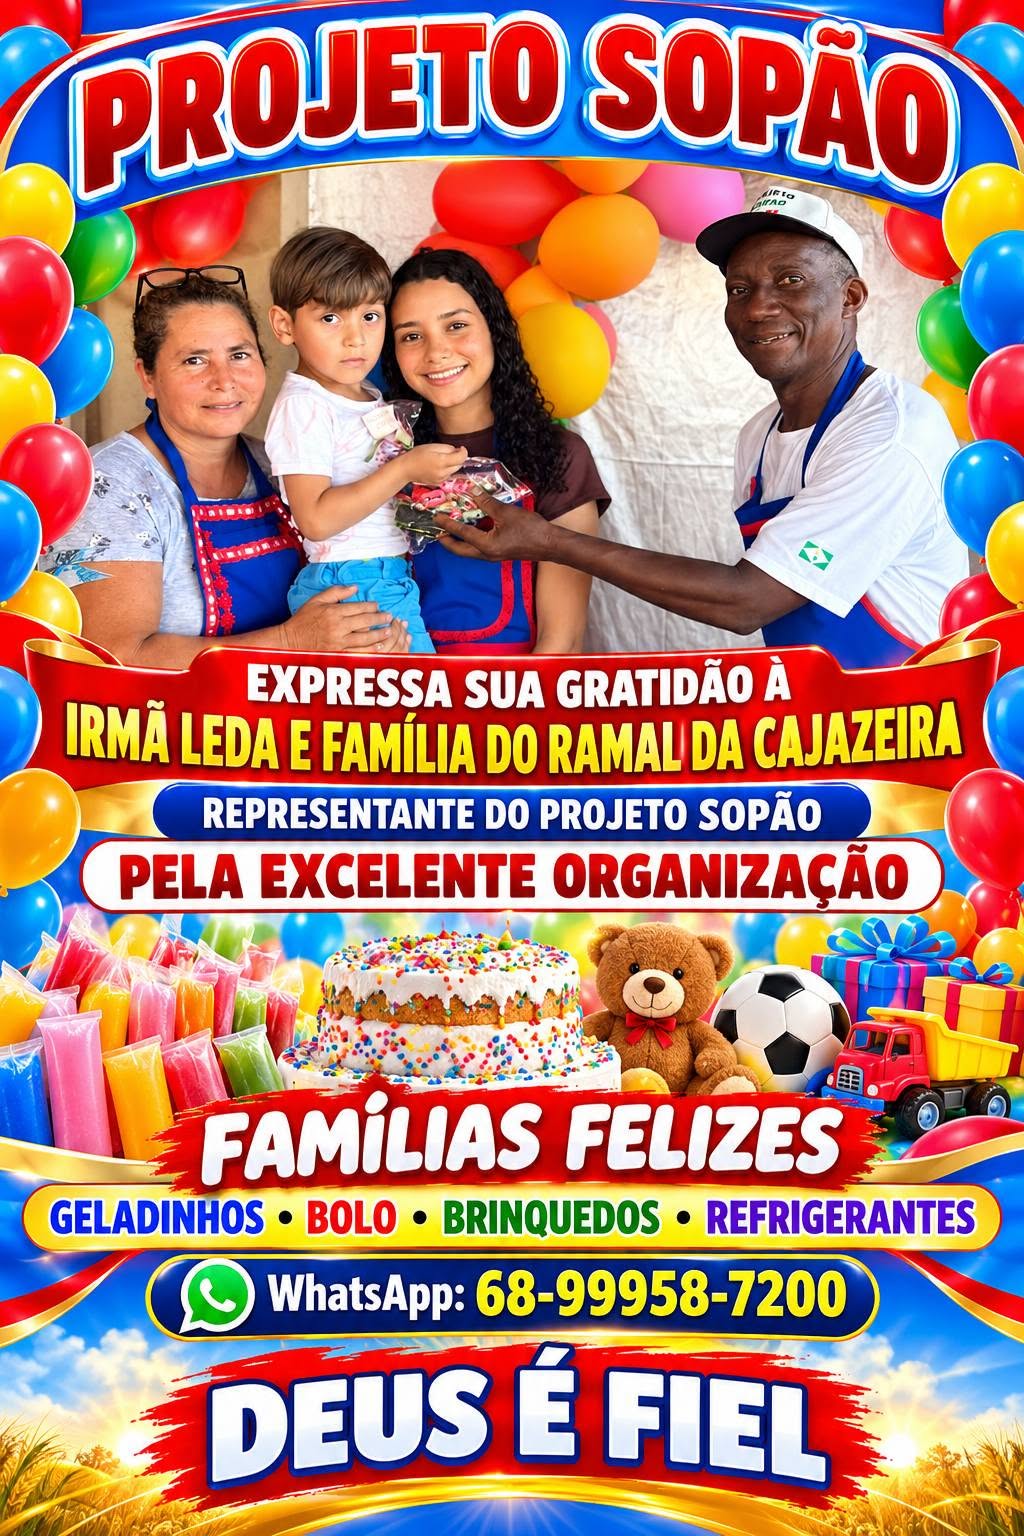 PROJETO SOPÃO
EXPRESSA SUA GRATIDÃO À
IRMÃ LEDA E FAMÍLIA DO RAMAL DA CAJAZEIRA
REPRESENTANTE DO PROJETO SOPÃO
PELA EXCELENTE ORGANIZAÇÃO
FAMÍLIAS FELIZES
GELADINHOS • BOLO • BRINQUEDOS • REFRIGERANTES
WhatsApp: 68-99958-7200
DEUS É FIEL